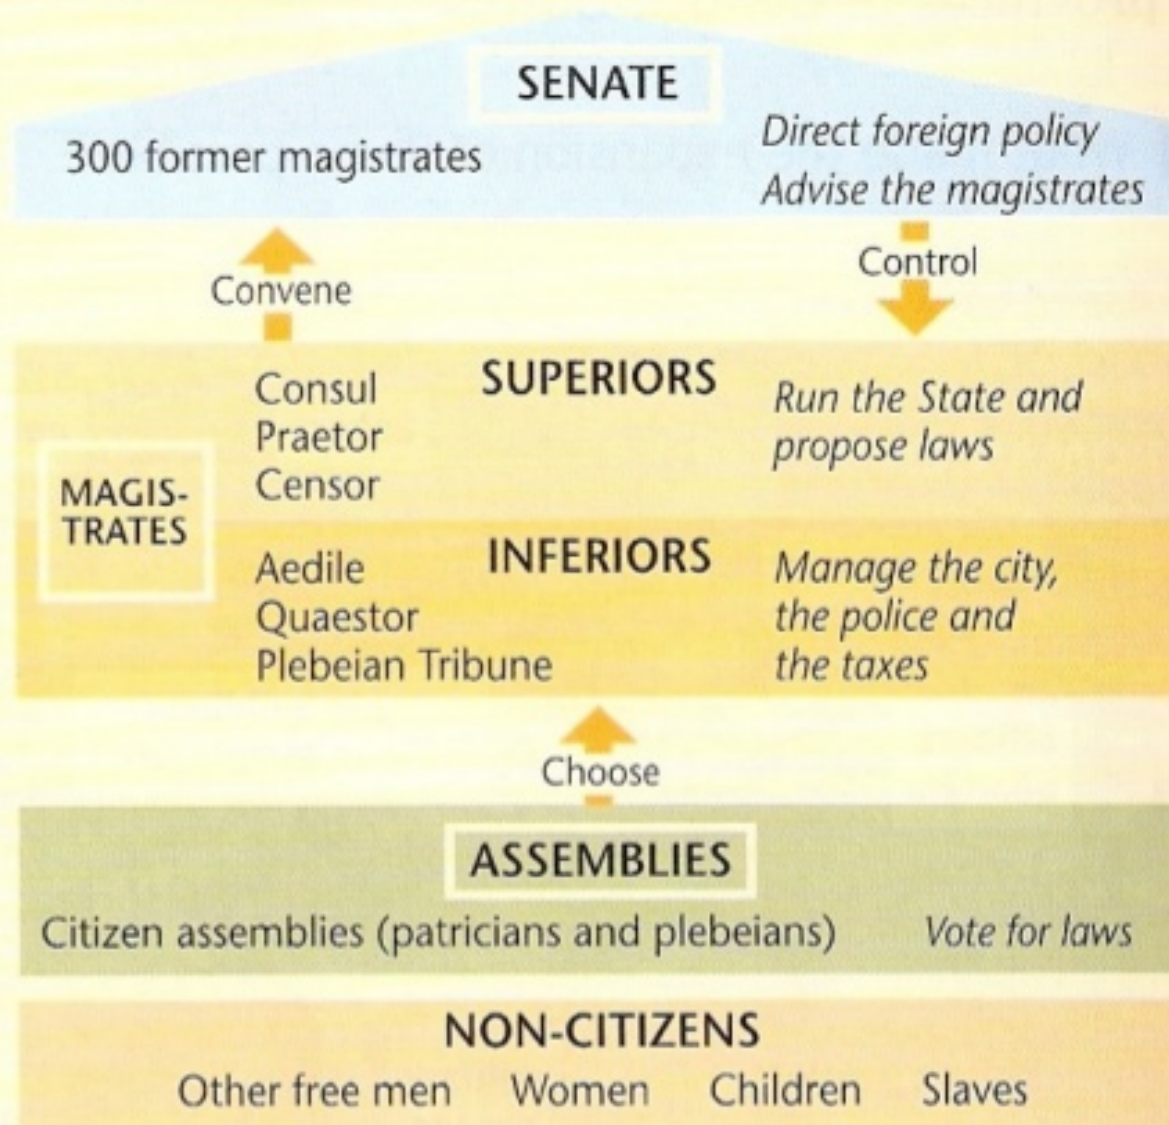 SENATE
300 former magistrates
Direct foreign policy
Advise the magistrates
Convene
Control
MAGIS-
TRATES
SUPERIORS
Consul
Praetor
Censor
Run the State and
propose laws
INFERIORS
Aedile
Quaestor
Plebeian Tribune
Manage the city,
the police and
the taxes
Choose
ASSEMBLIES
Citizen assemblies (patricians and plebeians)
Vote for laws
NON-CITIZENS
Other free men Women Children Slaves